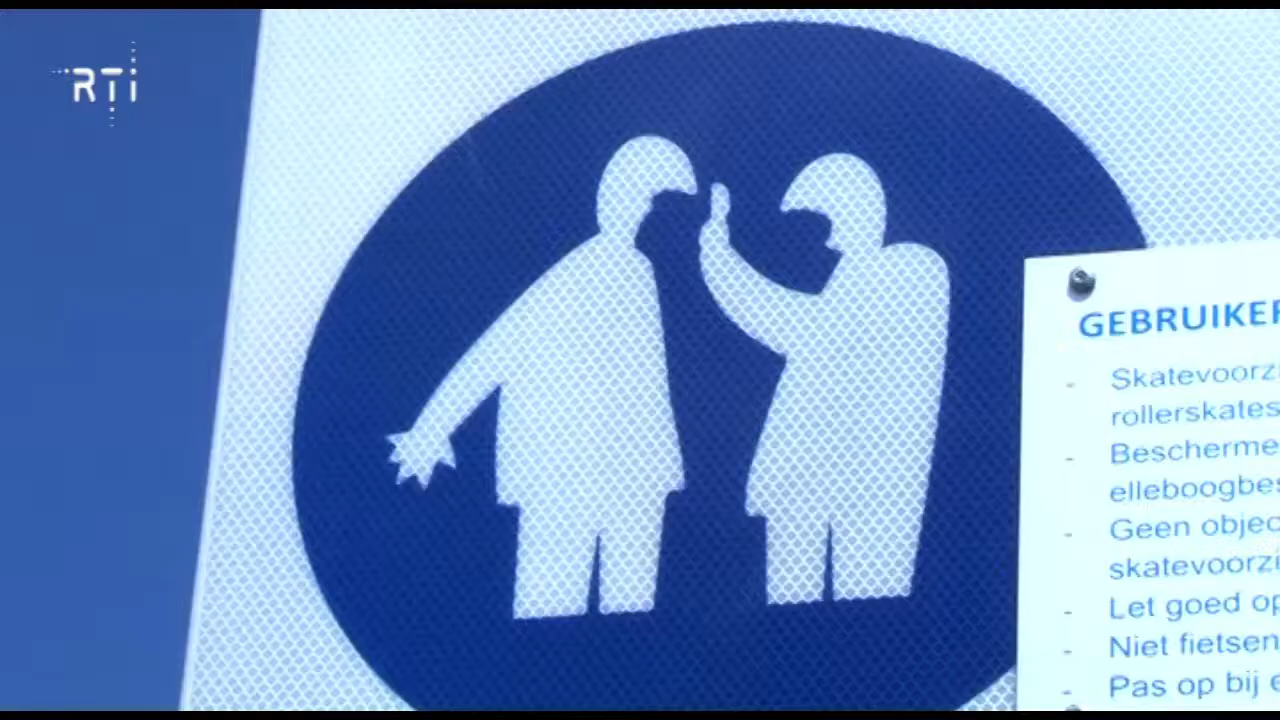 RTi
GEBRUIKER
- Skatevoorzi
rollerskates
- Bescherme
elleboogbes
- Geen objec
skatevoorzi
- Let goed op
- Niet fietsen
- Pas op bij e